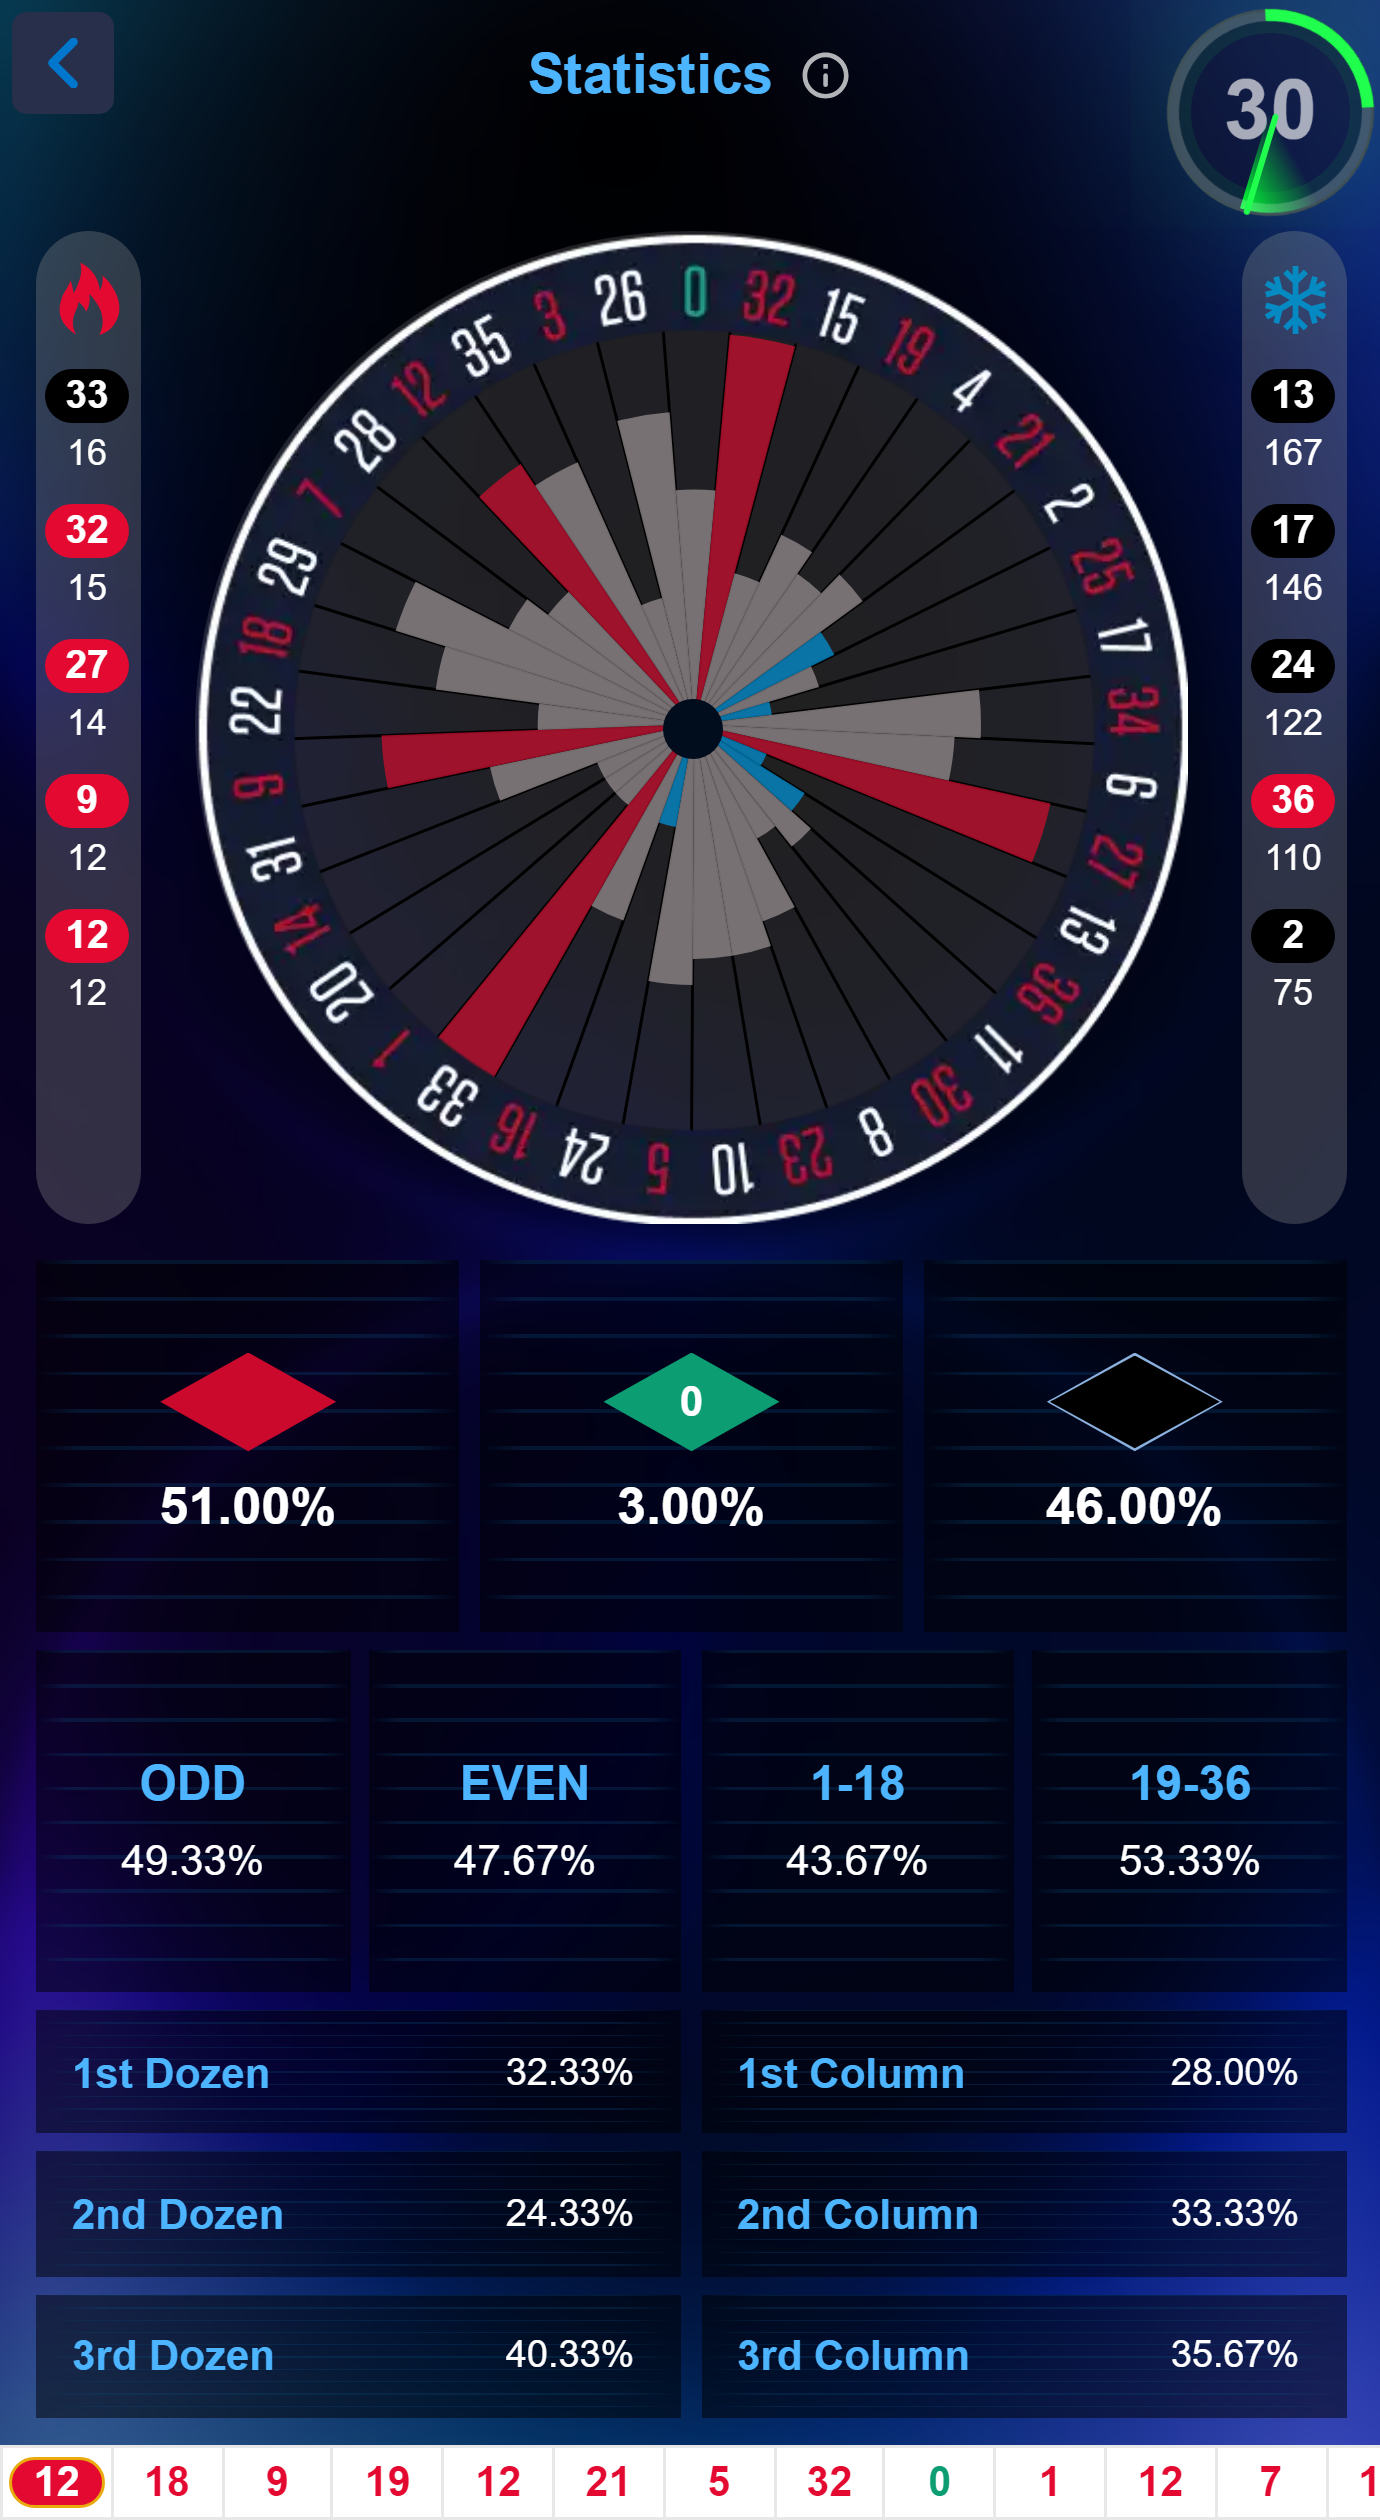 Statistics
30
33
16
32
15
27
14
9
12
12
12
0 32 15 19 4 21 2 25 17 34 6 27 13 36 11 30 8 23 10 5 24 16 33 1 20 14 31 9 22 18 29 7 28 12 35 3 26
13
167
17
146
24
122
36
110
2
75
0
51.00% 3.00% 46.00%
ODD EVEN 1-18 19-36
49.33% 47.67% 43.67% 53.33%
1st Dozen 32.33% 1st Column 28.00%
2nd Dozen 24.33% 2nd Column 33.33%
3rd Dozen 40.33% 3rd Column 35.67%
12 18 9 19 12 21 5 32 0 1 12 7